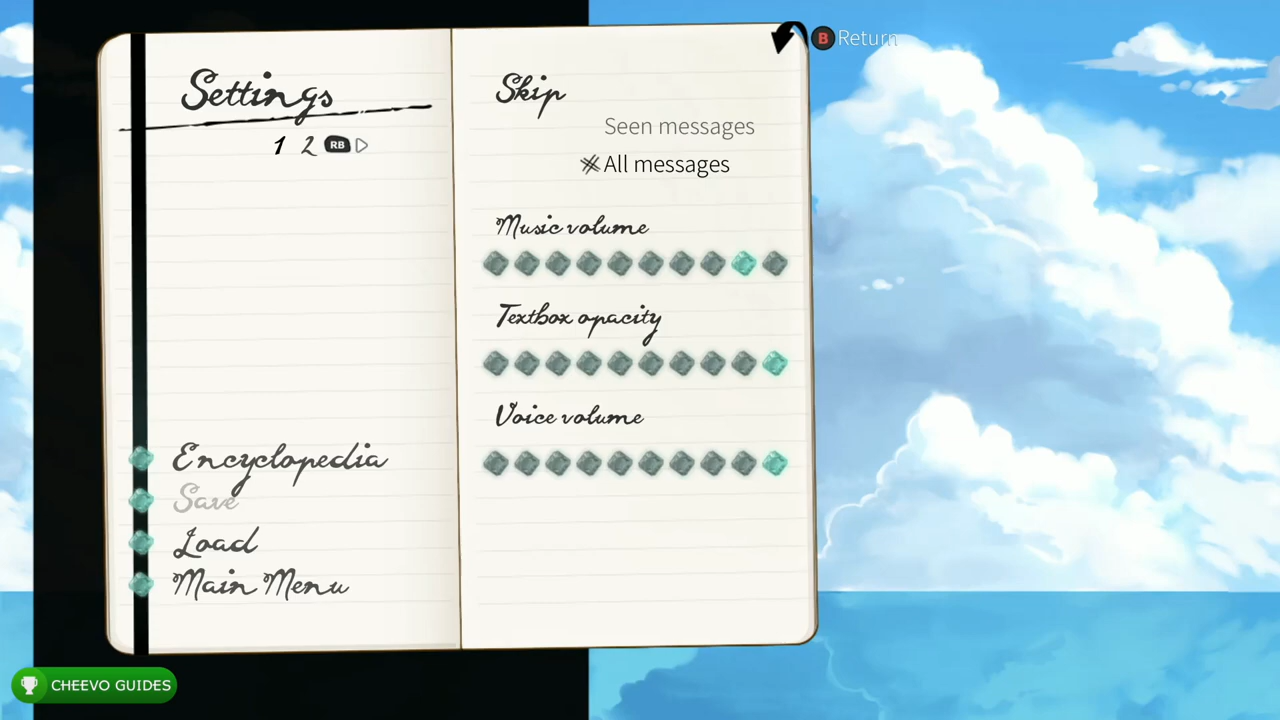 Settings
1 2 RB
Encyclopedia
Save
Load
Main Menu
B Return
Skip
Seen messages
All messages
Music volume
Textbox opacity
Voice volume
CHEEVO GUIDES